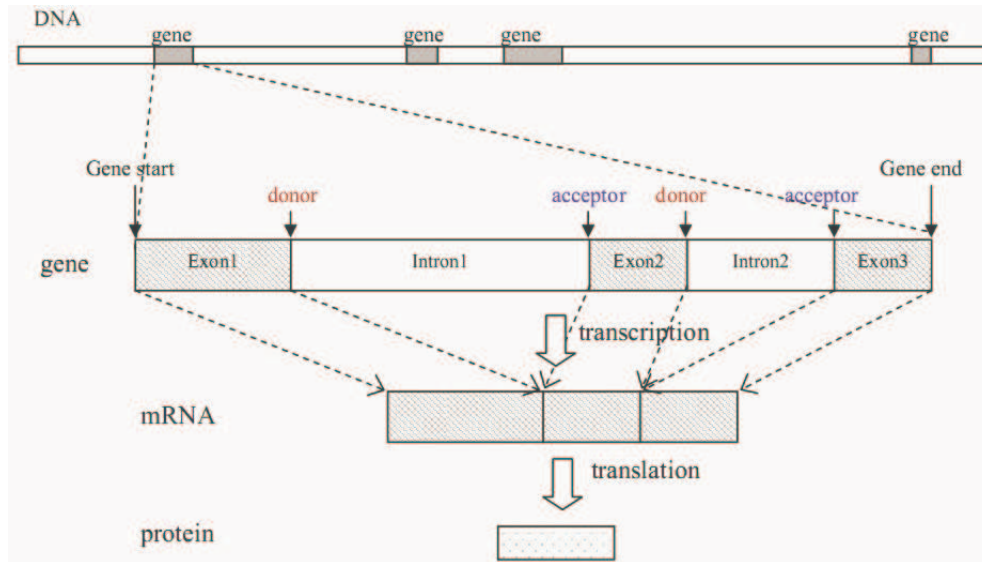 DNA
gene gene gene gene
Gene start Gene end
donor acceptor donor acceptor
gene Exon1 Intron1 Exon2 Intron2 Exon3
transcription
mRNA
translation
protein